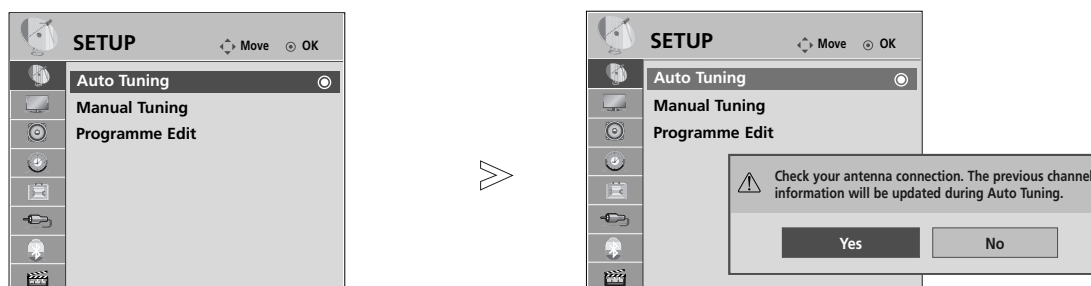 SETUP
Move
OK
Auto Tuning
Manual Tuning
Programme Edit
SETUP
Move
OK
Auto Tuning
Manual Tuning
Programme Edit
Check your antenna connection. The previous channel
information will be updated during Auto Tuning.
Yes
No